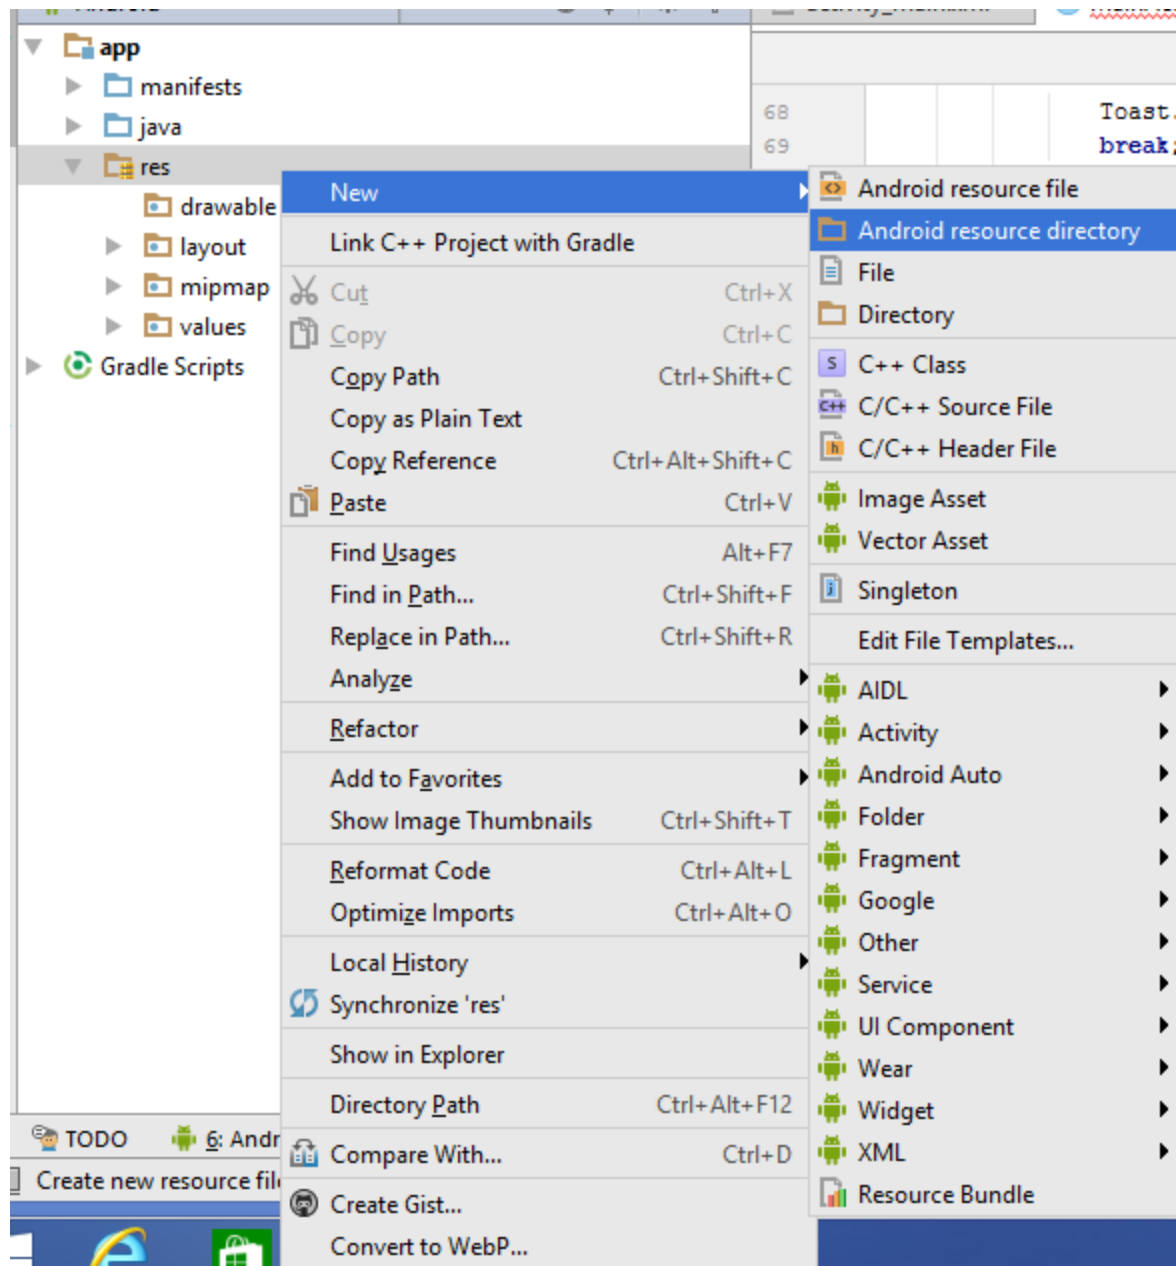 app
manifests
java
res
drawable
layout
mipmap
values
Gradle Scripts
68
69
Toast.
break;
New
Link C++ Project with Gradle
Cut Ctrl+X
Copy Ctrl+C
Copy Path Ctrl+Shift+C
Copy as Plain Text
Copy Reference Ctrl+Alt+Shift+C
Paste Ctrl+V
Find Usages Alt+F7
Find in Path... Ctrl+Shift+F
Replace in Path... Ctrl+Shift+R
Analyze
Refactor
Add to Favorites
Show Image Thumbnails Ctrl+Shift+T
Reformat Code Ctrl+Alt+L
Optimize Imports Ctrl+Alt+O
Local History
Synchronize 'res'
Show in Explorer
Directory Path Ctrl+Alt+F12
Compare With... Ctrl+D
Create Gist...
Convert to WebP...
Android resource file
Android resource directory
File
Directory
S C++ Class
C++ C/C++ Source File
h C/C++ Header File
Image Asset
Vector Asset
j Singleton
Edit File Templates...
AIDL
Activity
Android Auto
Folder
Fragment
Google
Other
Service
UI Component
Wear
Widget
XML
Resource Bundle
TODO 6: Andr
Create new resource fil